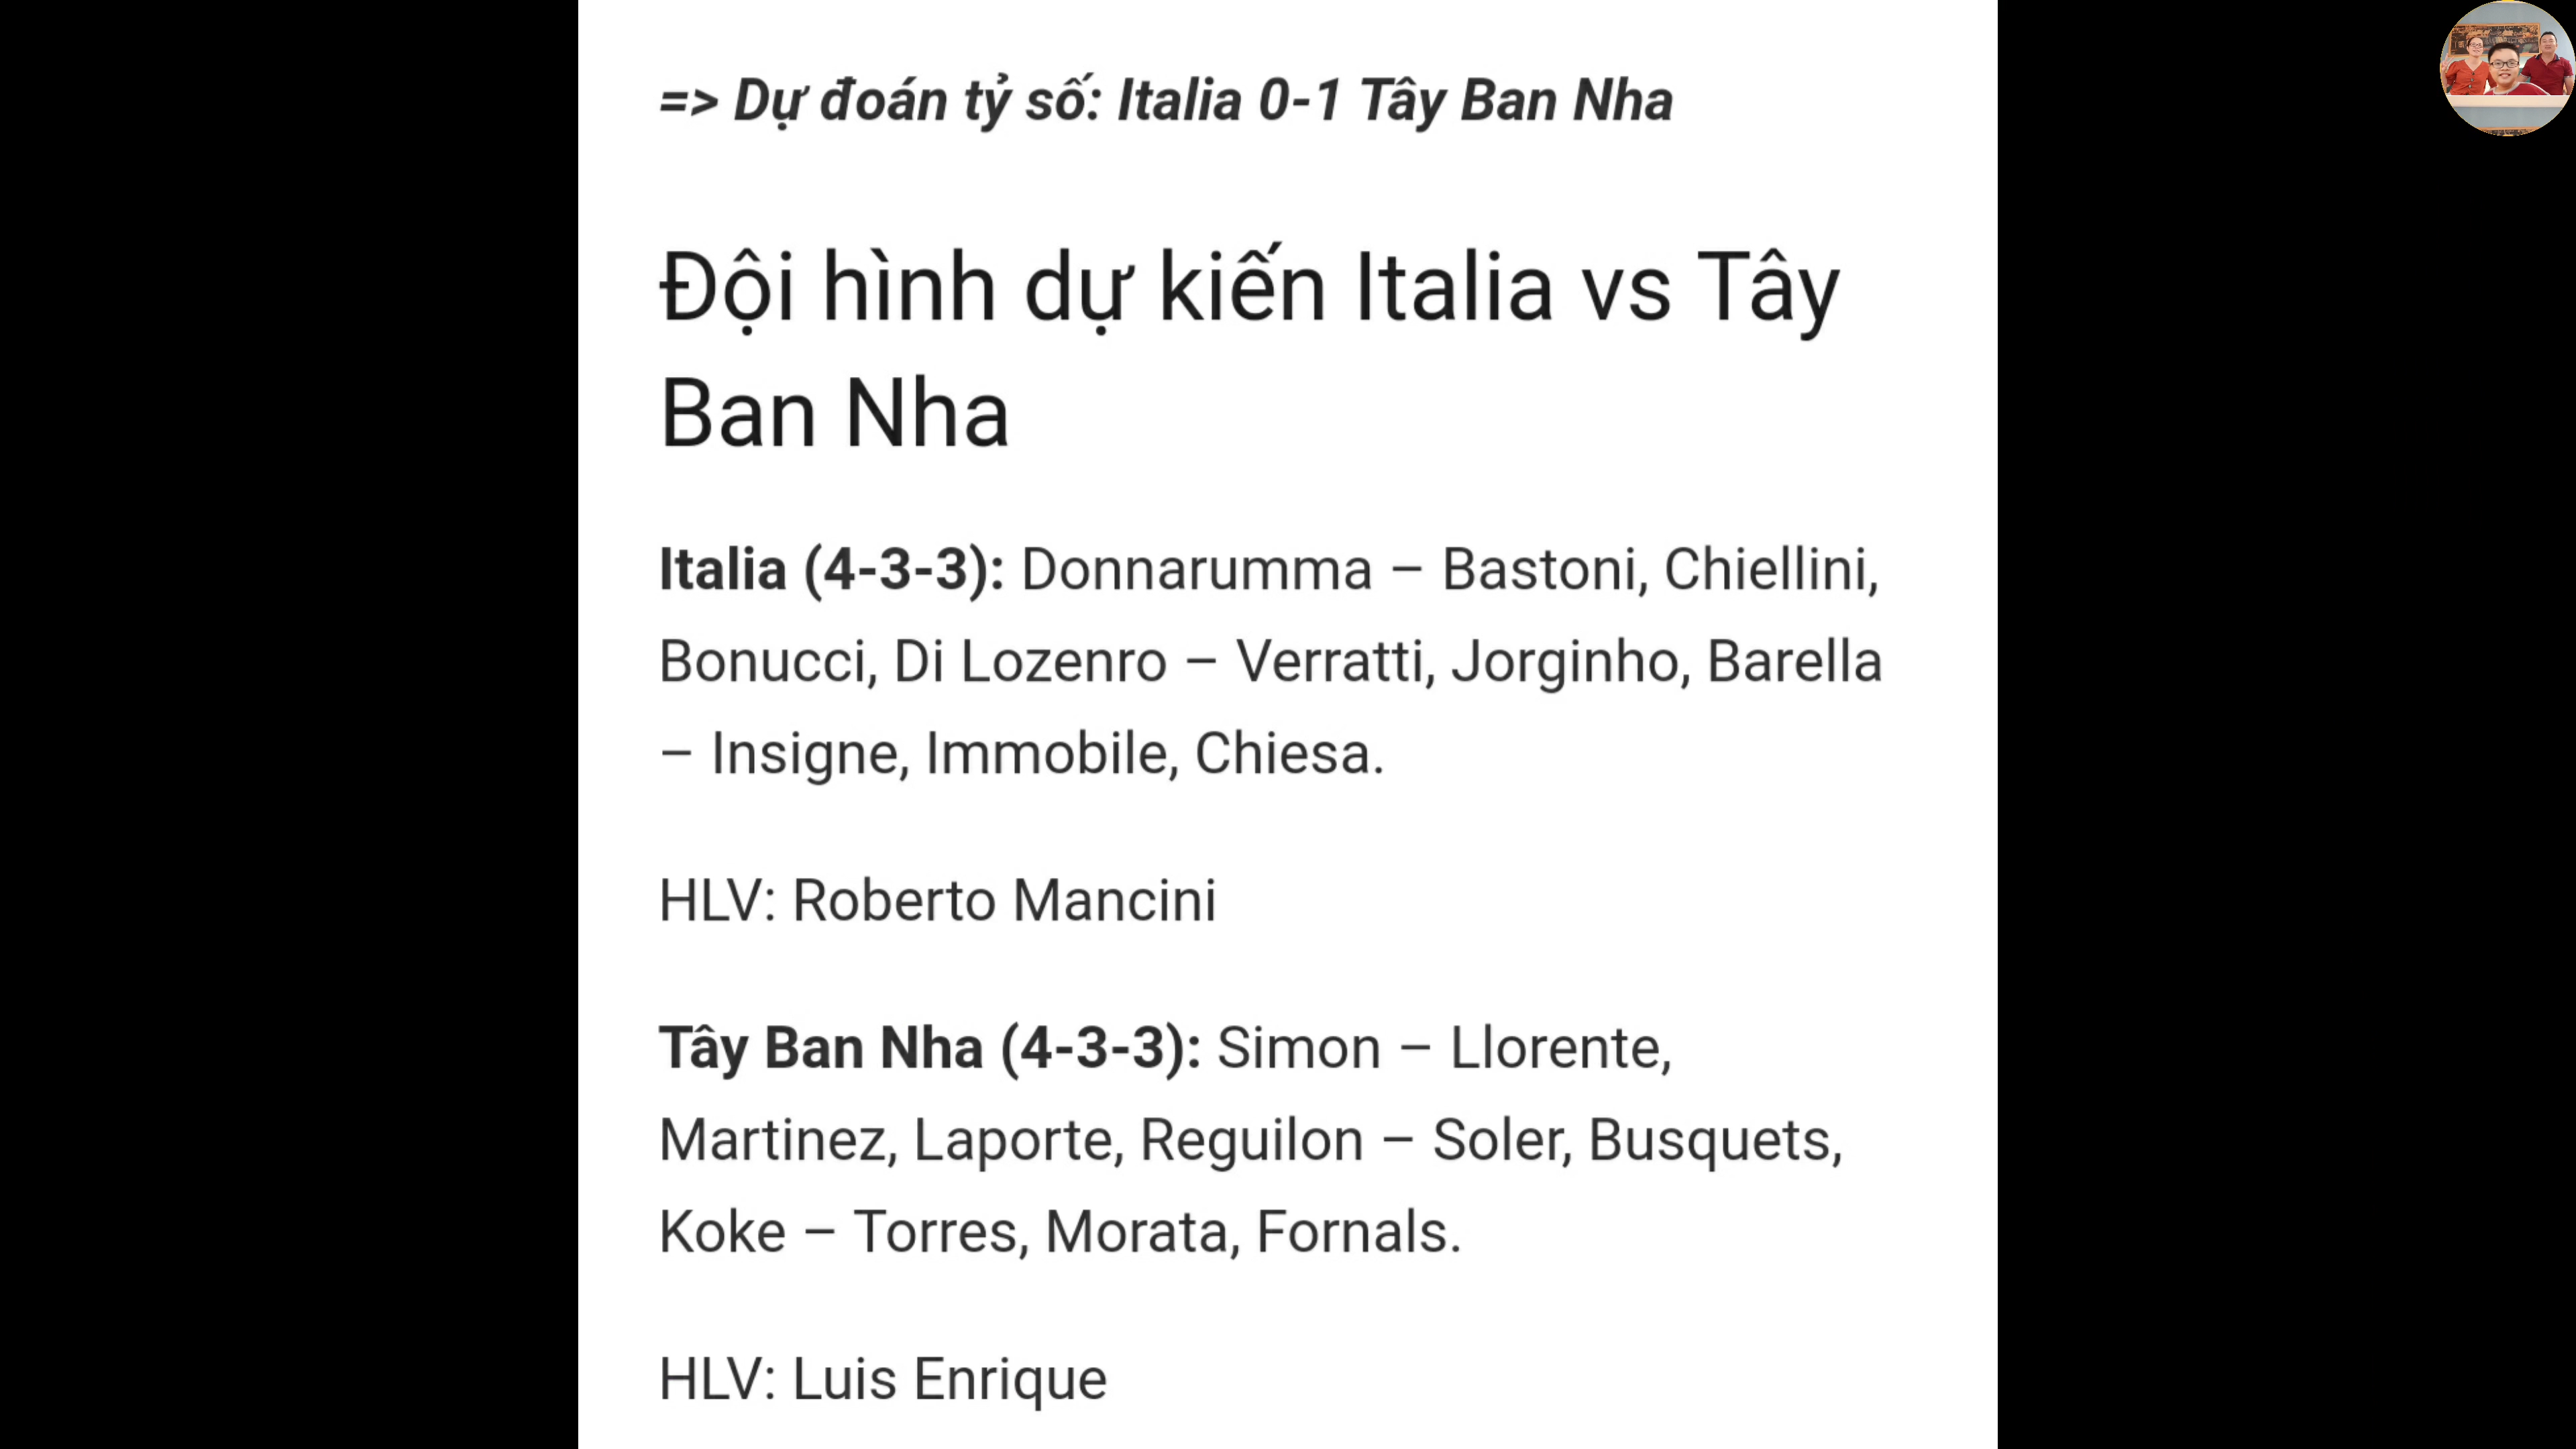 => Dự đoán tỷ số: Italia 0-1 Tây Ban Nha
Đội hình dự kiến Italia vs Tây
Ban Nha
Italia (4-3-3): Donnarumma – Bastoni, Chiellini,
Bonucci, Di Lozenro – Verratti, Jorginho, Barella
– Insigne, Immobile, Chiesa.
HLV: Roberto Mancini
Tây Ban Nha (4-3-3): Simon – Llorente,
Martinez, Laporte, Reguilon – Soler, Busquets,
Koke – Torres, Morata, Fornals.
HLV: Luis Enrique